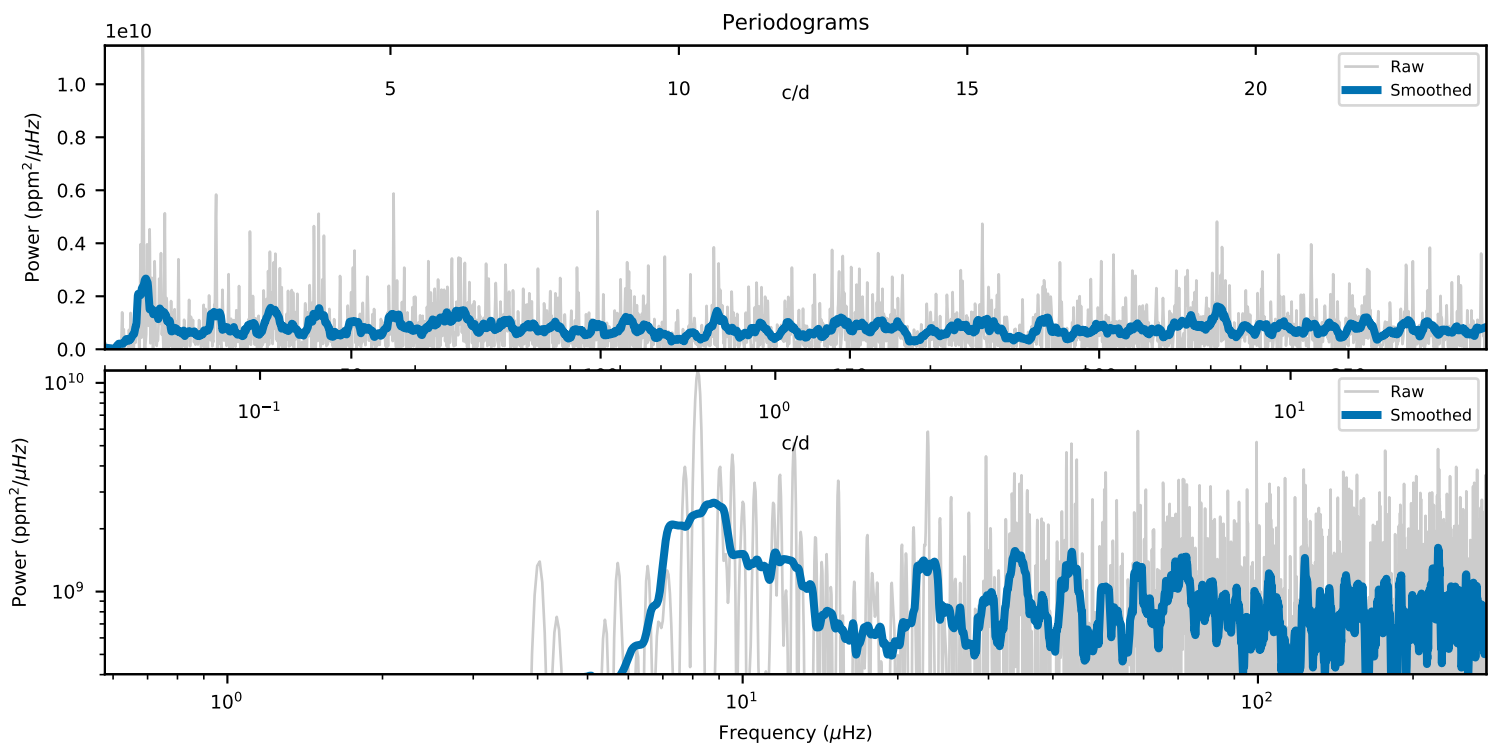 Periodograms
1e10
Raw
Smoothed
5 10 15 20
c/d
1.0
0.8
0.6
0.4
0.2
0.0
Power (ppm²/μHz)
10¹⁰
10⁹
Raw
Smoothed
10⁻¹ 10⁰ 10¹
c/d
Power (ppm²/μHz)
10⁰ 10¹ 10²
Frequency (μHz)